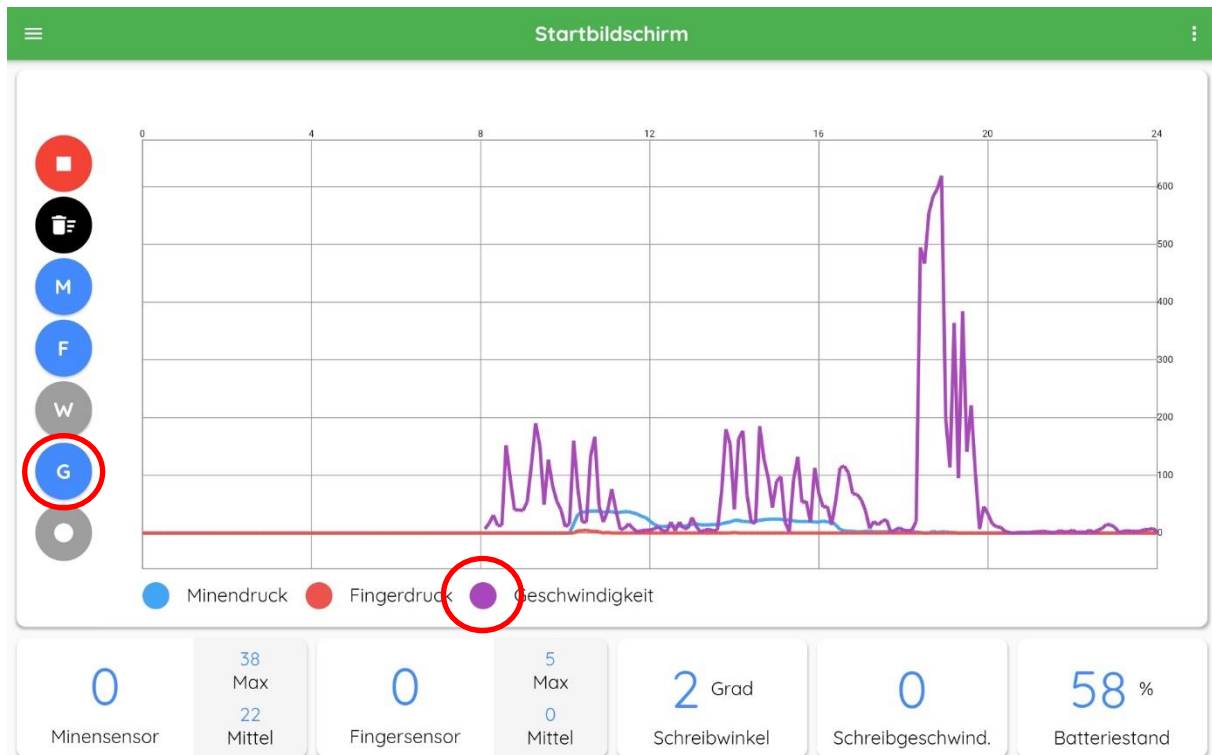 Startbildschirm
0 4 8 12 16 20 24
600
500
400
M
300
F
W
200
G
100
0
Minendruck Fingerdruck Geschwindigkeit
0 38 0 5 2 Grad 0 58 %
Max Max
22 0
Minensensor Mittel Fingersensor Mittel Schreibwinkel Schreibgeschwind. Batteriestand